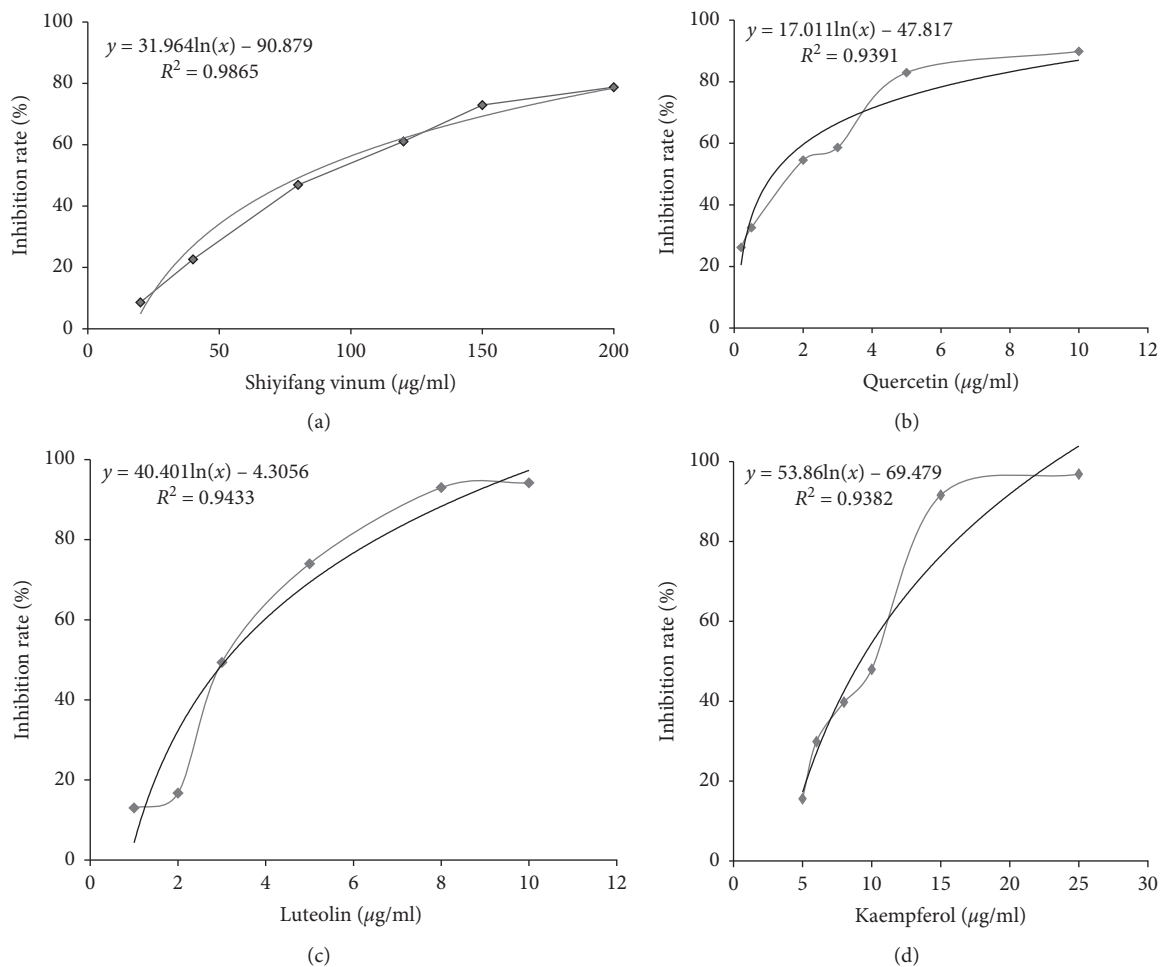 y = 31.964ln(x) – 90.879
R² = 0.9865
100
80
60
40
20
0
Inhibition rate (%)
0 50 100 150 200
Shiyifang vinum (μg/ml)
(a)
y = 17.011ln(x) – 47.817
R² = 0.9391
100
80
60
40
20
0
Inhibition rate (%)
0 2 4 6 8 10 12
Quercetin (μg/ml)
(b)
y = 40.401ln(x) – 4.3056
R² = 0.9433
100
80
60
40
20
0
Inhibition rate (%)
0 2 4 6 8 10 12
Luteolin (μg/ml)
(c)
y = 53.86ln(x) – 69.479
R² = 0.9382
100
80
60
40
20
0
Inhibition rate (%)
0 5 10 15 20 25 30
Kaempferol (μg/ml)
(d)